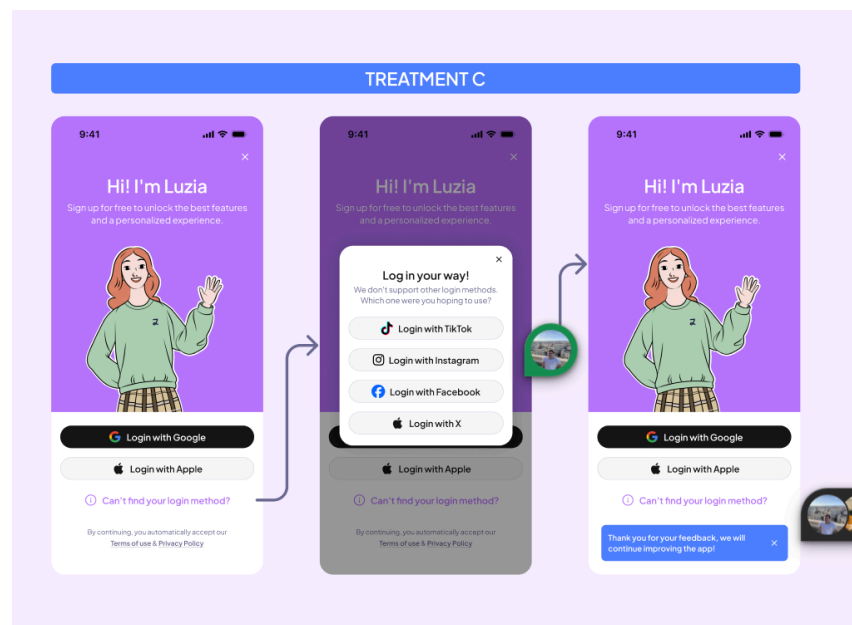 TREATMENT C
9:41
Hi! I'm Luzia
Sign up for free to unlock the best features
and a personalized experience.
z
Login with Google
Login with Apple
Can't find your login method?
By continuing, you automatically accept our
Terms of use & Privacy Policy
9:41
Hi! I'm Luzia
Sign up for free to unlock the best features
and a personalized experience.
Log in your way!
We don't support other login methods.
Which one were you hoping to use?
Login with TikTok
Login with Instagram
Login with Facebook
Login with X
Login with Apple
Can't find your login method?
By continuing, you automatically accept our
Terms of use & Privacy Policy
9:41
Hi! I'm Luzia
Sign up for free to unlock the best features
and a personalized experience.
z
Login with Google
Login with Apple
Can't find your login method?
Thank you for your feedback, we will
continue improving the app!